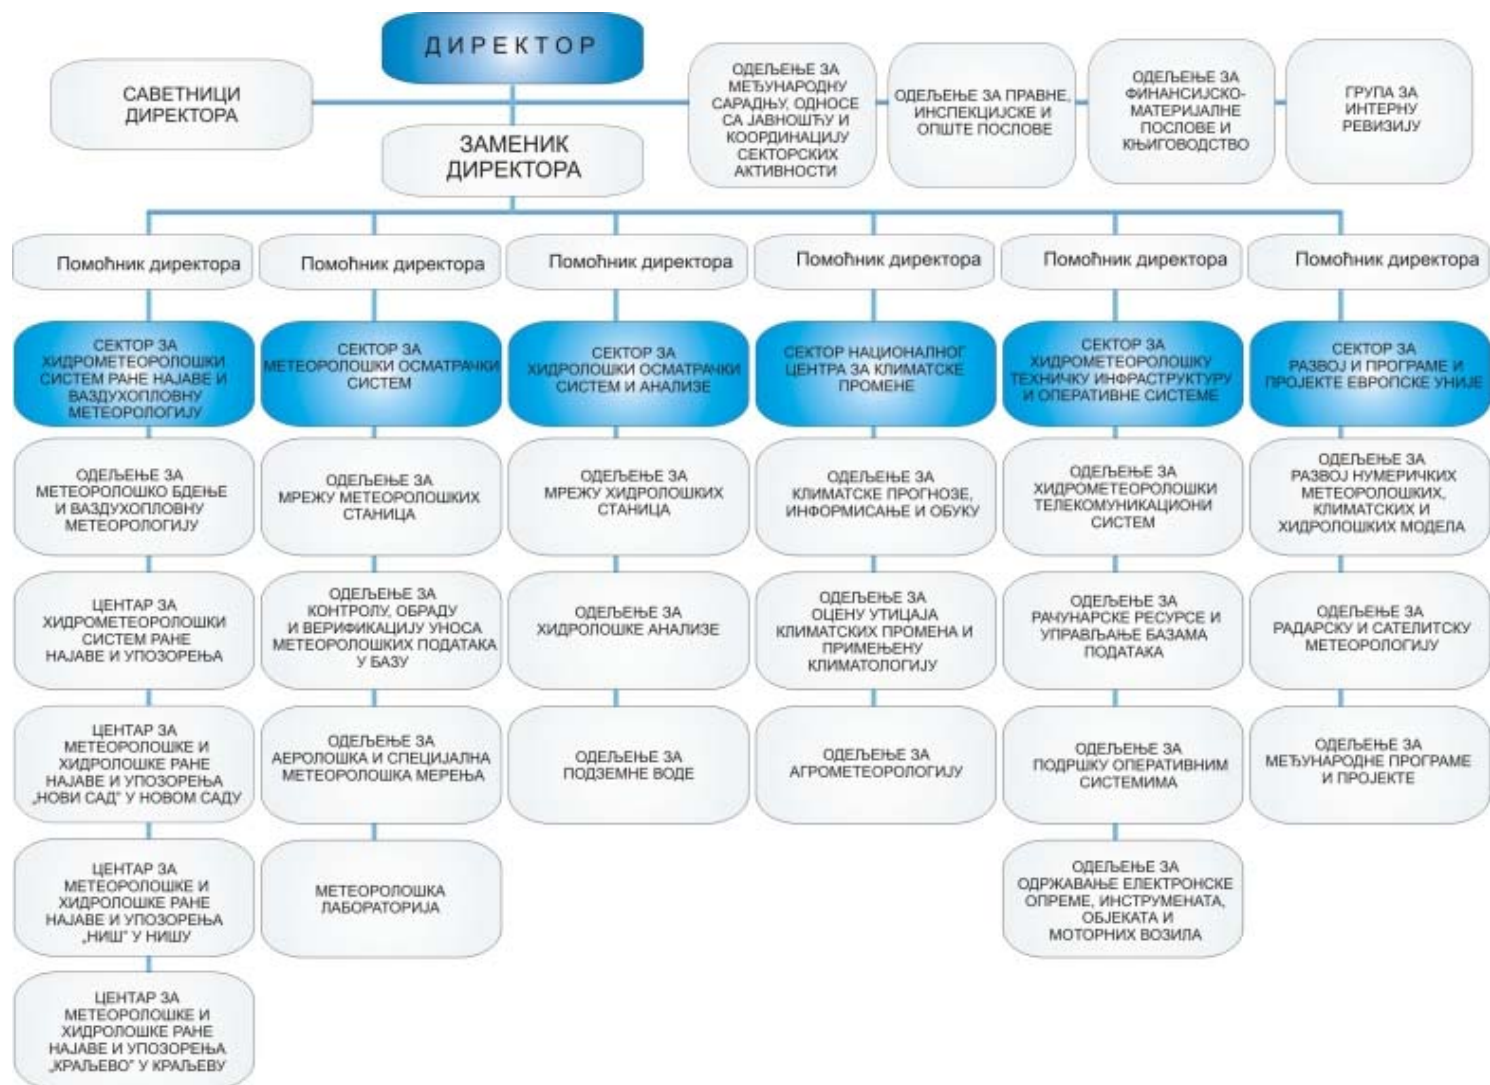 ДИРЕКТОР
САВЕТНИЦИ
ДИРЕКТОРА
ЗАМЕНИК
ДИРЕКТОРА
ОДЕЉЕЊЕ ЗА
МЕЂУНАРОДНУ
САРАДЊУ, ОДНОСЕ
СА ЈАВНОШЋУ И
КООРДИНАЦИЈУ
СЕКТОРСКИХ
АКТИВНОСТИ
ОДЕЉЕЊЕ ЗА ПРАВНЕ,
ИНСПЕКЦИЈСКЕ И
ОПШТЕ ПОСЛОВЕ
ОДЕЉЕЊЕ ЗА
ФИНАНСИЈСКО-
МАТЕРИЈАЛНЕ
ПОСЛОВЕ И
КЊИГОВОДСТВО
ГРУПА ЗА
ИНТЕРНУ
РЕВИЗИЈУ
Помоћник директора
СЕКТОР ЗА
ХИДРОМЕТЕОРОЛОШКИ
СИСТЕМ РАНЕ НАЈАВЕ И
ВАЗДУХОПЛОВНУ
МЕТЕОРОЛОГИЈУ
ОДЕЉЕЊЕ ЗА
МЕТЕОРОЛОШКО БДЕЊЕ
И ВАЗДУХОПЛОВНУ
МЕТЕОРОЛОГИЈУ
ЦЕНТАР ЗА
ХИДРОМЕТЕОРОЛОШКИ
СИСТЕМ РАНЕ
НАЈАВЕ И УПОЗОРЕЊА
ЦЕНТАР ЗА
МЕТЕОРОЛОШКЕ И
ХИДРОЛОШКЕ РАНЕ
НАЈАВЕ И УПОЗОРЕЊА
„НОВИ САД” У НОВОМ САДУ
ЦЕНТАР ЗА
МЕТЕОРОЛОШКЕ И
ХИДРОЛОШКЕ РАНЕ
НАЈАВЕ И УПОЗОРЕЊА
„НИШ” У НИШУ
ЦЕНТАР ЗА
МЕТЕОРОЛОШКЕ И
ХИДРОЛОШКЕ РАНЕ
НАЈАВЕ И УПОЗОРЕЊА
„КРАЉЕВО” У КРАЉЕВУ
Помоћник директора
СЕКТОР ЗА
МЕТЕОРОЛОШКИ ОСМАТРАЧКИ
СИСТЕМ
ОДЕЉЕЊЕ ЗА
МРЕЖУ МЕТЕОРОЛОШКИХ
СТАНИЦА
ОДЕЉЕЊЕ ЗА
КОНТРОЛУ, ОБРАДУ
И ВЕРИФИКАЦИЈУ УНОСА
МЕТЕОРОЛОШКИХ ПОДАТАКА
У БАЗУ
ОДЕЉЕЊЕ ЗА
АЕРОЛОШКА И СПЕЦИЈАЛНА
МЕТЕОРОЛОШКА МЕРЕЊА
МЕТЕОРОЛОШКА
ЛАБОРАТОРИЈА
Помоћник директора
СЕКТОР ЗА
ХИДРОЛОШКИ ОСМАТРАЧКИ
СИСТЕМ И АНАЛИЗЕ
ОДЕЉЕЊЕ ЗА
МРЕЖУ ХИДРОЛОШКИХ
СТАНИЦА
ОДЕЉЕЊЕ ЗА
ХИДРОЛОШКЕ АНАЛИЗЕ
ОДЕЉЕЊЕ ЗА
ПОДЗЕМНЕ ВОДЕ
Помоћник директора
СЕКТОР НАЦИОНАЛНОГ
ЦЕНТРА ЗА КЛИМАТСКЕ
ПРОМЕНЕ
ОДЕЉЕЊЕ ЗА
КЛИМАТСКЕ ПРОГНОЗЕ,
ИНФОРМИСАЊЕ И ОБУКУ
ОДЕЉЕЊЕ ЗА
ОЦЕНУ УТИЦАЈА
КЛИМАТСКИХ ПРОМЕНА И
ПРИМЕЊЕНУ
КЛИМАТОЛОГИЈУ
ОДЕЉЕЊЕ ЗА
АГРОМЕТЕОРОЛОГИЈУ
Помоћник директора
СЕКТОР ЗА
ХИДРОМЕТЕОРОЛОШКУ
ТЕХНИЧКУ ИНФРАСТРУКТУРУ
И ОПЕРАТИВНЕ СИСТЕМЕ
ОДЕЉЕЊЕ ЗА
ХИДРОМЕТЕОРОЛОШКИ
ТЕЛЕКОМУНИКАЦИОНИ
СИСТЕМ
ОДЕЉЕЊЕ ЗА
РАЧУНАРСКЕ РЕСУРСЕ И
УПРАВЉАЊЕ БАЗАМА
ПОДАТАКА
ОДЕЉЕЊЕ ЗА
ПОДРШКУ ОПЕРАТИВНИМ
СИСТЕМИМА
ОДЕЉЕЊЕ ЗА
ОДРЖАВАЊЕ ЕЛЕКТРОНСКЕ
ОПРЕМЕ, ИНСТРУМЕНАТА,
ОБЈЕКАТА И
МОТОРНИХ ВОЗИЛА
Помоћник директора
СЕКТОР ЗА
РАЗВОЈ И ПРОГРАМЕ И
ПРОЈЕКТЕ ЕВРОПСКЕ УНИЈЕ
ОДЕЉЕЊЕ ЗА
РАЗВОЈ НУМЕРИЧКИХ
МЕТЕОРОЛОШКИХ,
КЛИМАТСКИХ И
ХИДРОЛОШКИХ МОДЕЛА
ОДЕЉЕЊЕ ЗА
РАДАРСКУ И САТЕЛИТСКУ
МЕТЕОРОЛОГИЈУ
ОДЕЉЕЊЕ ЗА
МЕЂУНАРОДНЕ ПРОГРАМЕ
И ПРОЈЕКТЕ